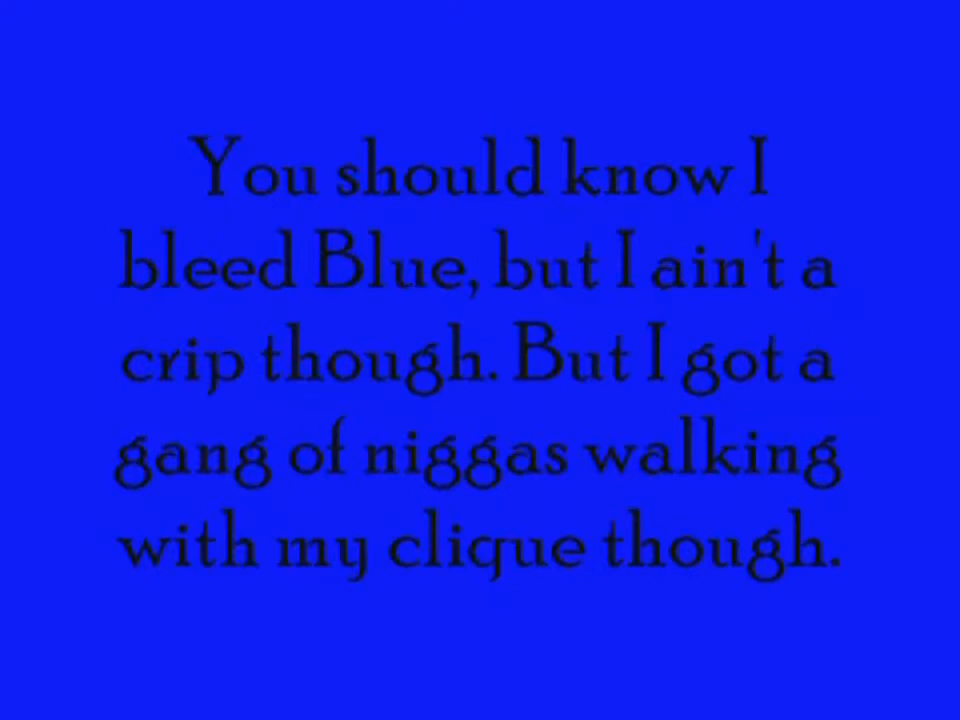 You should know I
bleed Blue, but I ain't a
crip though. But I got a
gang of niggas walking
with my clique though.